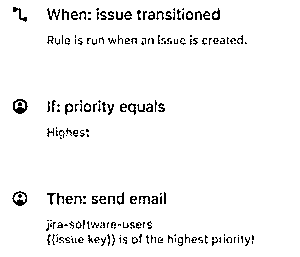 When: issue transitioned
Rule is run when an issue is created.
If: priority equals
Highest
Then: send email
jira-software-users
{{issue key}} is of the highest priority!